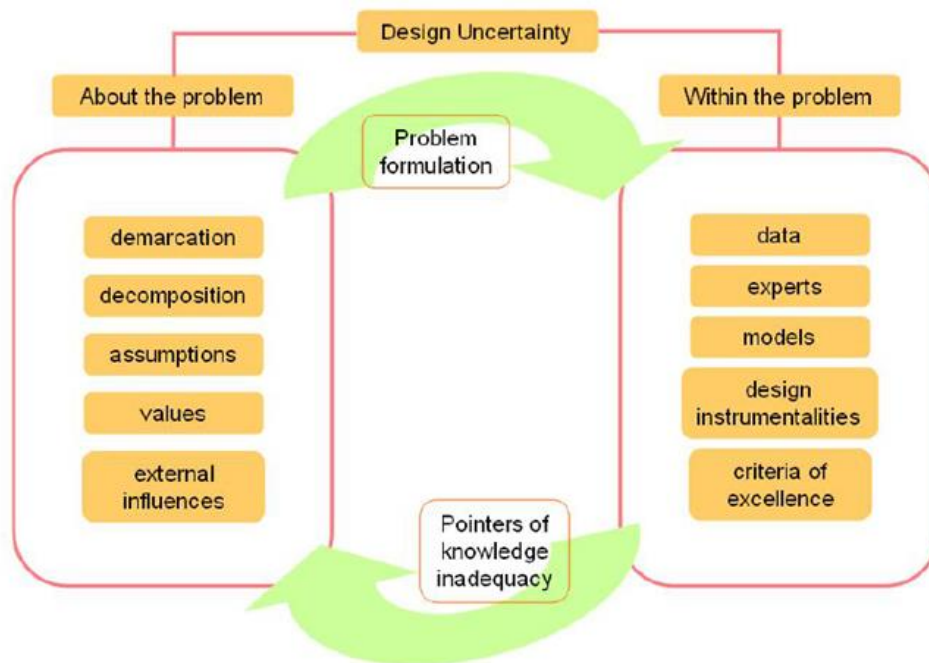 Design Uncertainty
About the problem
Within the problem
Problem
formulation
demarcation
decomposition
assumptions
values
external
influences
data
experts
models
design
instrumentalities
criteria of
excellence
Pointers of
knowledge
inadequacy